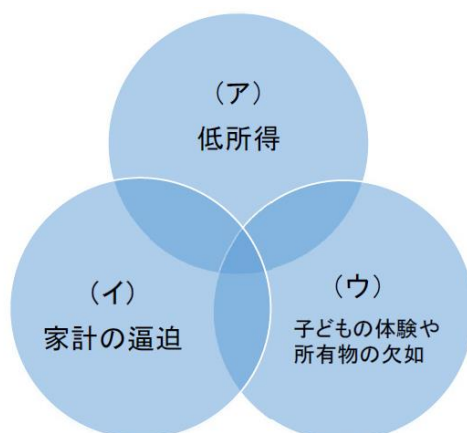 （ア）
低所得
（イ）
家計の逼迫
（ウ）
子どもの体験や
所有物の欠如